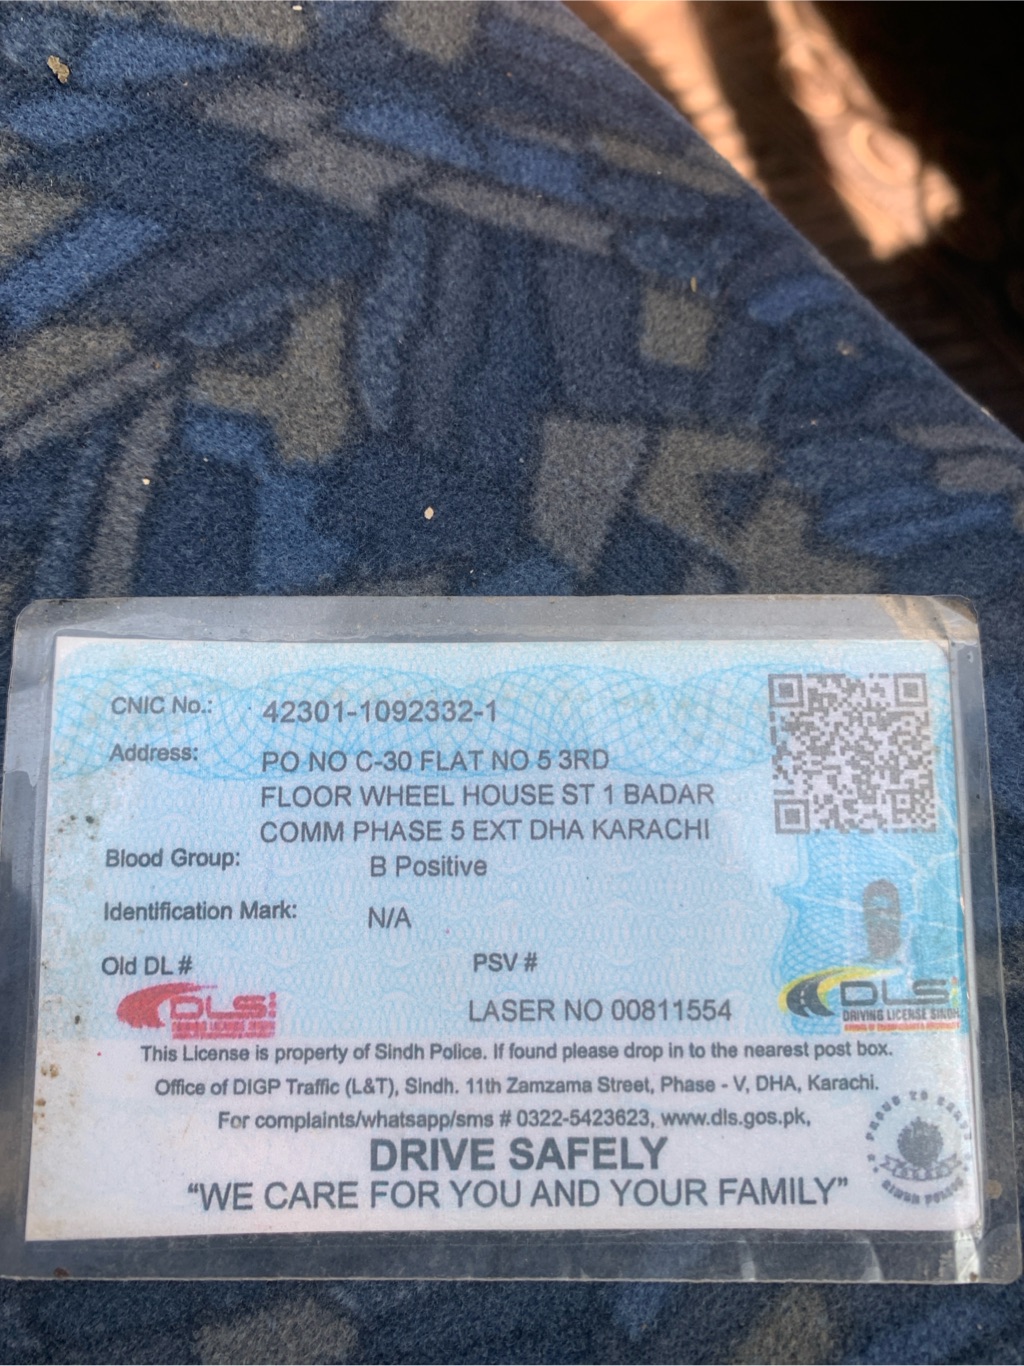 CNIC No.: 42301-1092332-1
Address: PO NO C-30 FLAT NO 5 3RD
FLOOR WHEEL HOUSE ST 1 BADAR
COMM PHASE 5 EXT DHA KARACHI
Blood Group: B Positive
Identification Mark: N/A
Old DL # PSV #
LASER NO 00811554
DLS
DLS
DRIVING LICENSE SINDH
This License is property of Sindh Police. If found please drop in to the nearest post box.
Office of DIGP Traffic (L&T), Sindh. 11th Zamzama Street, Phase - V, DHA, Karachi.
For complaints/whatsapp/sms # 0322-5423623, www.dls.gos.pk,
DRIVE SAFELY
“WE CARE FOR YOU AND YOUR FAMILY”
PROUD TO SERVE
SINDH POLICE